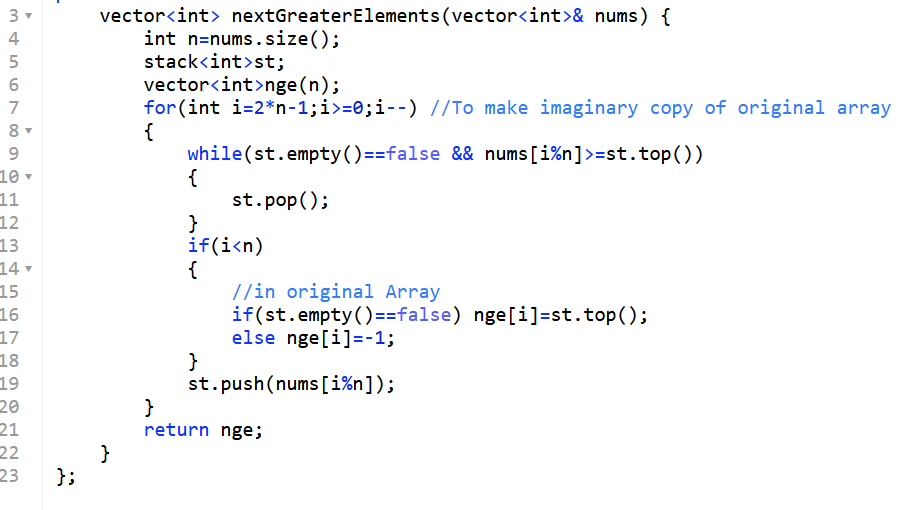 3 vector<int> nextGreaterElements(vector<int>& nums) {
4 int n=nums.size();
5 stack<int>st;
6 vector<int>nge(n);
7 for(int i=2*n-1;i>=0;i--) //To make imaginary copy of original array
8 {
9 while(st.empty()==false && nums[i%n]>=st.top())
10 {
11 st.pop();
12 }
13 if(i<n)
14 {
15 //in original Array
16 if(st.empty()==false) nge[i]=st.top();
17 else nge[i]=-1;
18 }
19 st.push(nums[i%n]);
20 }
21 return nge;
22 }
23 };